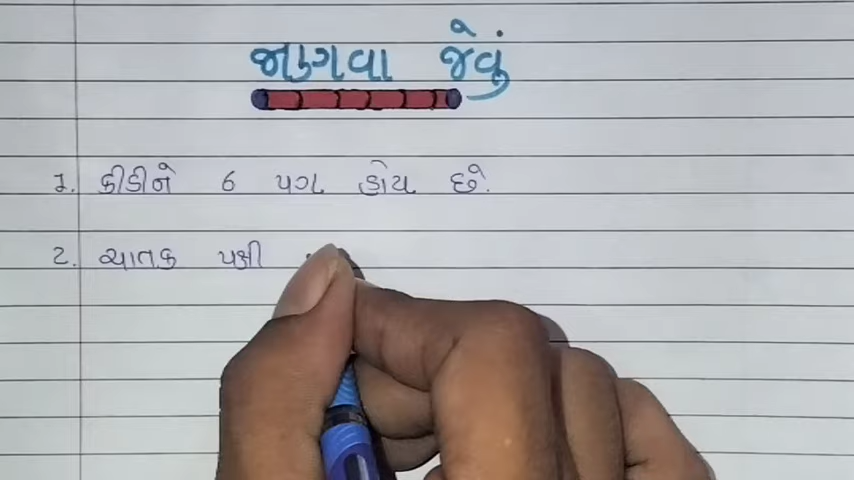 જાણવા જેવું
1. કીડીને 6 પગ હોય છે.
2. ચાતક પક્ષી